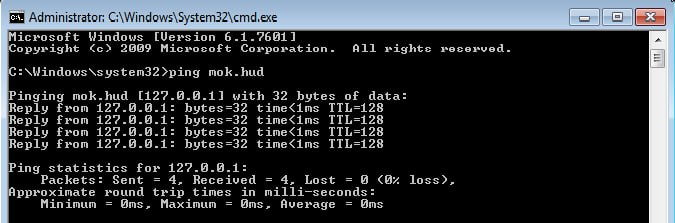 Administrator: C:\Windows\System32\cmd.exe
Microsoft Windows [Version 6.1.7601]
Copyright (c) 2009 Microsoft Corporation.  All rights reserved.
C:\Windows\system32>ping mok.hud
Pinging mok.hud [127.0.0.1] with 32 bytes of data:
Reply from 127.0.0.1: bytes=32 time<1ms TTL=128
Reply from 127.0.0.1: bytes=32 time<1ms TTL=128
Reply from 127.0.0.1: bytes=32 time<1ms TTL=128
Reply from 127.0.0.1: bytes=32 time<1ms TTL=128
Ping statistics for 127.0.0.1:
    Packets: Sent = 4, Received = 4, Lost = 0 (0% loss),
Approximate round trip times in milli-seconds:
    Minimum = 0ms, Maximum = 0ms, Average = 0ms